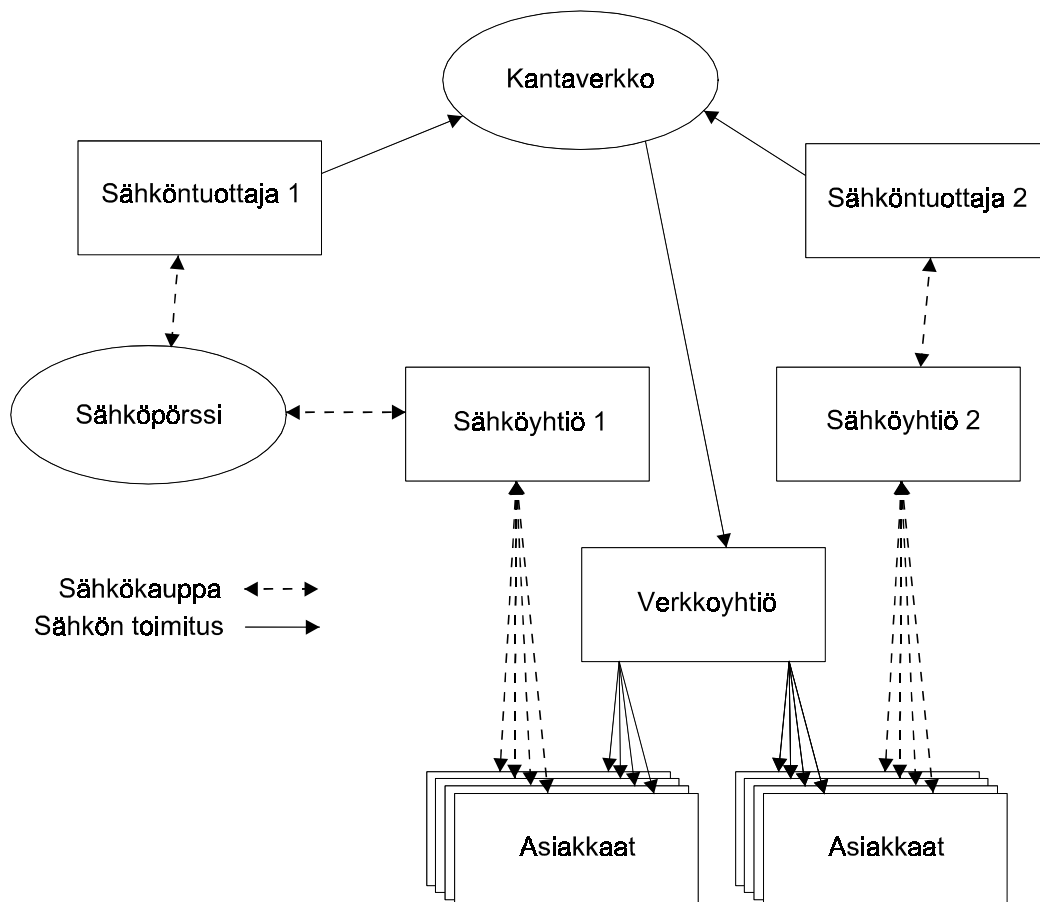 Kantaverkko
Sähköntuottaja 1
Sähköntuottaja 2
Sähköpörssi
Sähköyhtiö 1
Sähköyhtiö 2
Sähkökauppa
Sähkön toimitus
Verkkoyhtiö
Asiakkaat
Asiakkaat